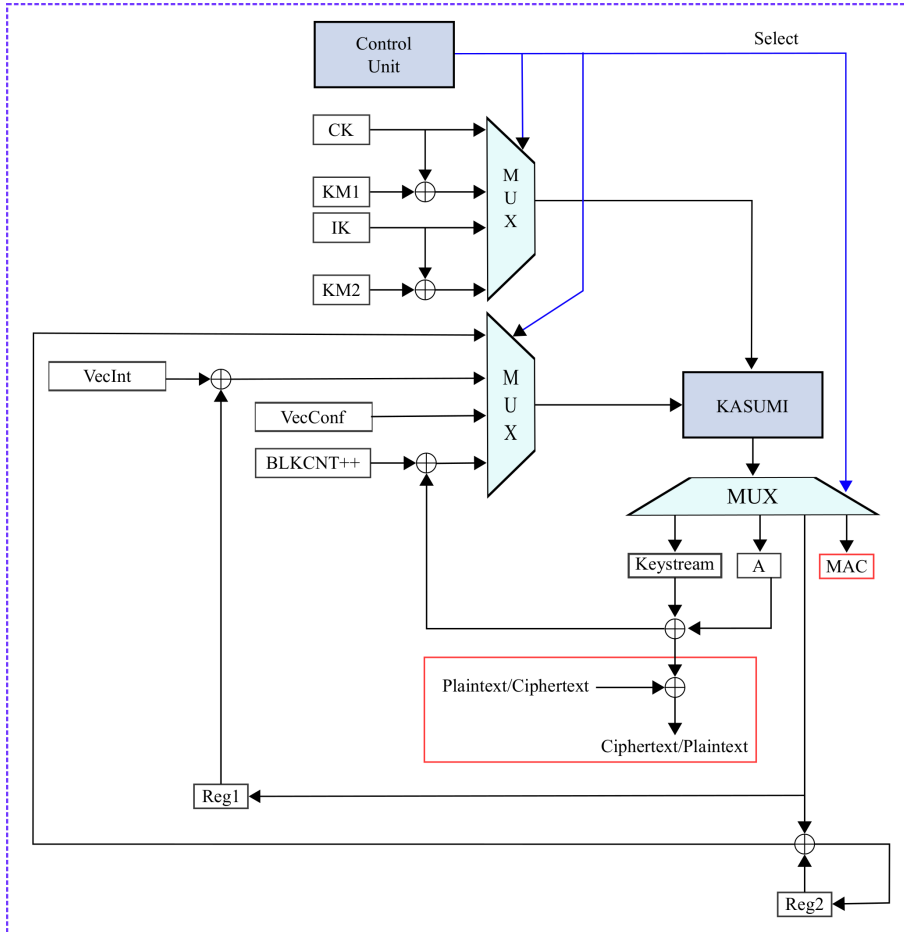 Control
Unit
Select
CK
KM1
IK
KM2
M
U
X
VecInt
VecConf
BLKCNT++
M
U
X
KASUMI
MUX
Keystream
A
MAC
Plaintext/Ciphertext
Ciphertext/Plaintext
Reg1
Reg2